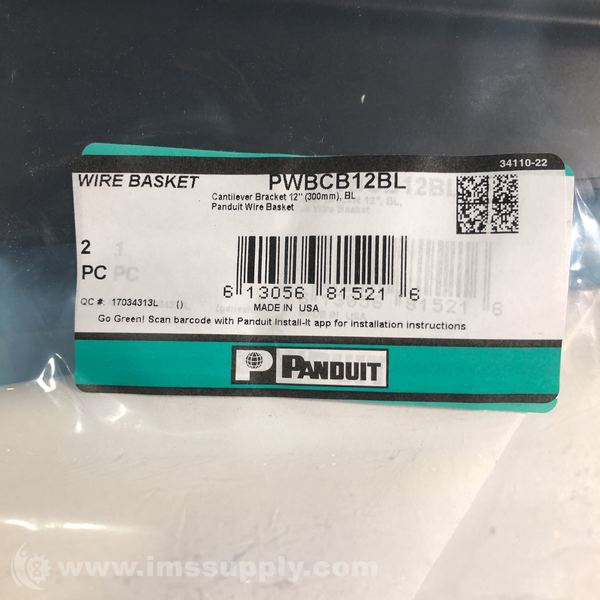 34110-22
WIRE BASKET PWBCB12BL
Cantilever Bracket 12" (300mm), BL
Panduit Wire Basket
2
PC
6 13056 81521 6
QC #: 17034313L ()
MADE IN USA
Go Green! Scan barcode with Panduit Install-It app for installation instructions
P PANDUIT
www.imssupply.com